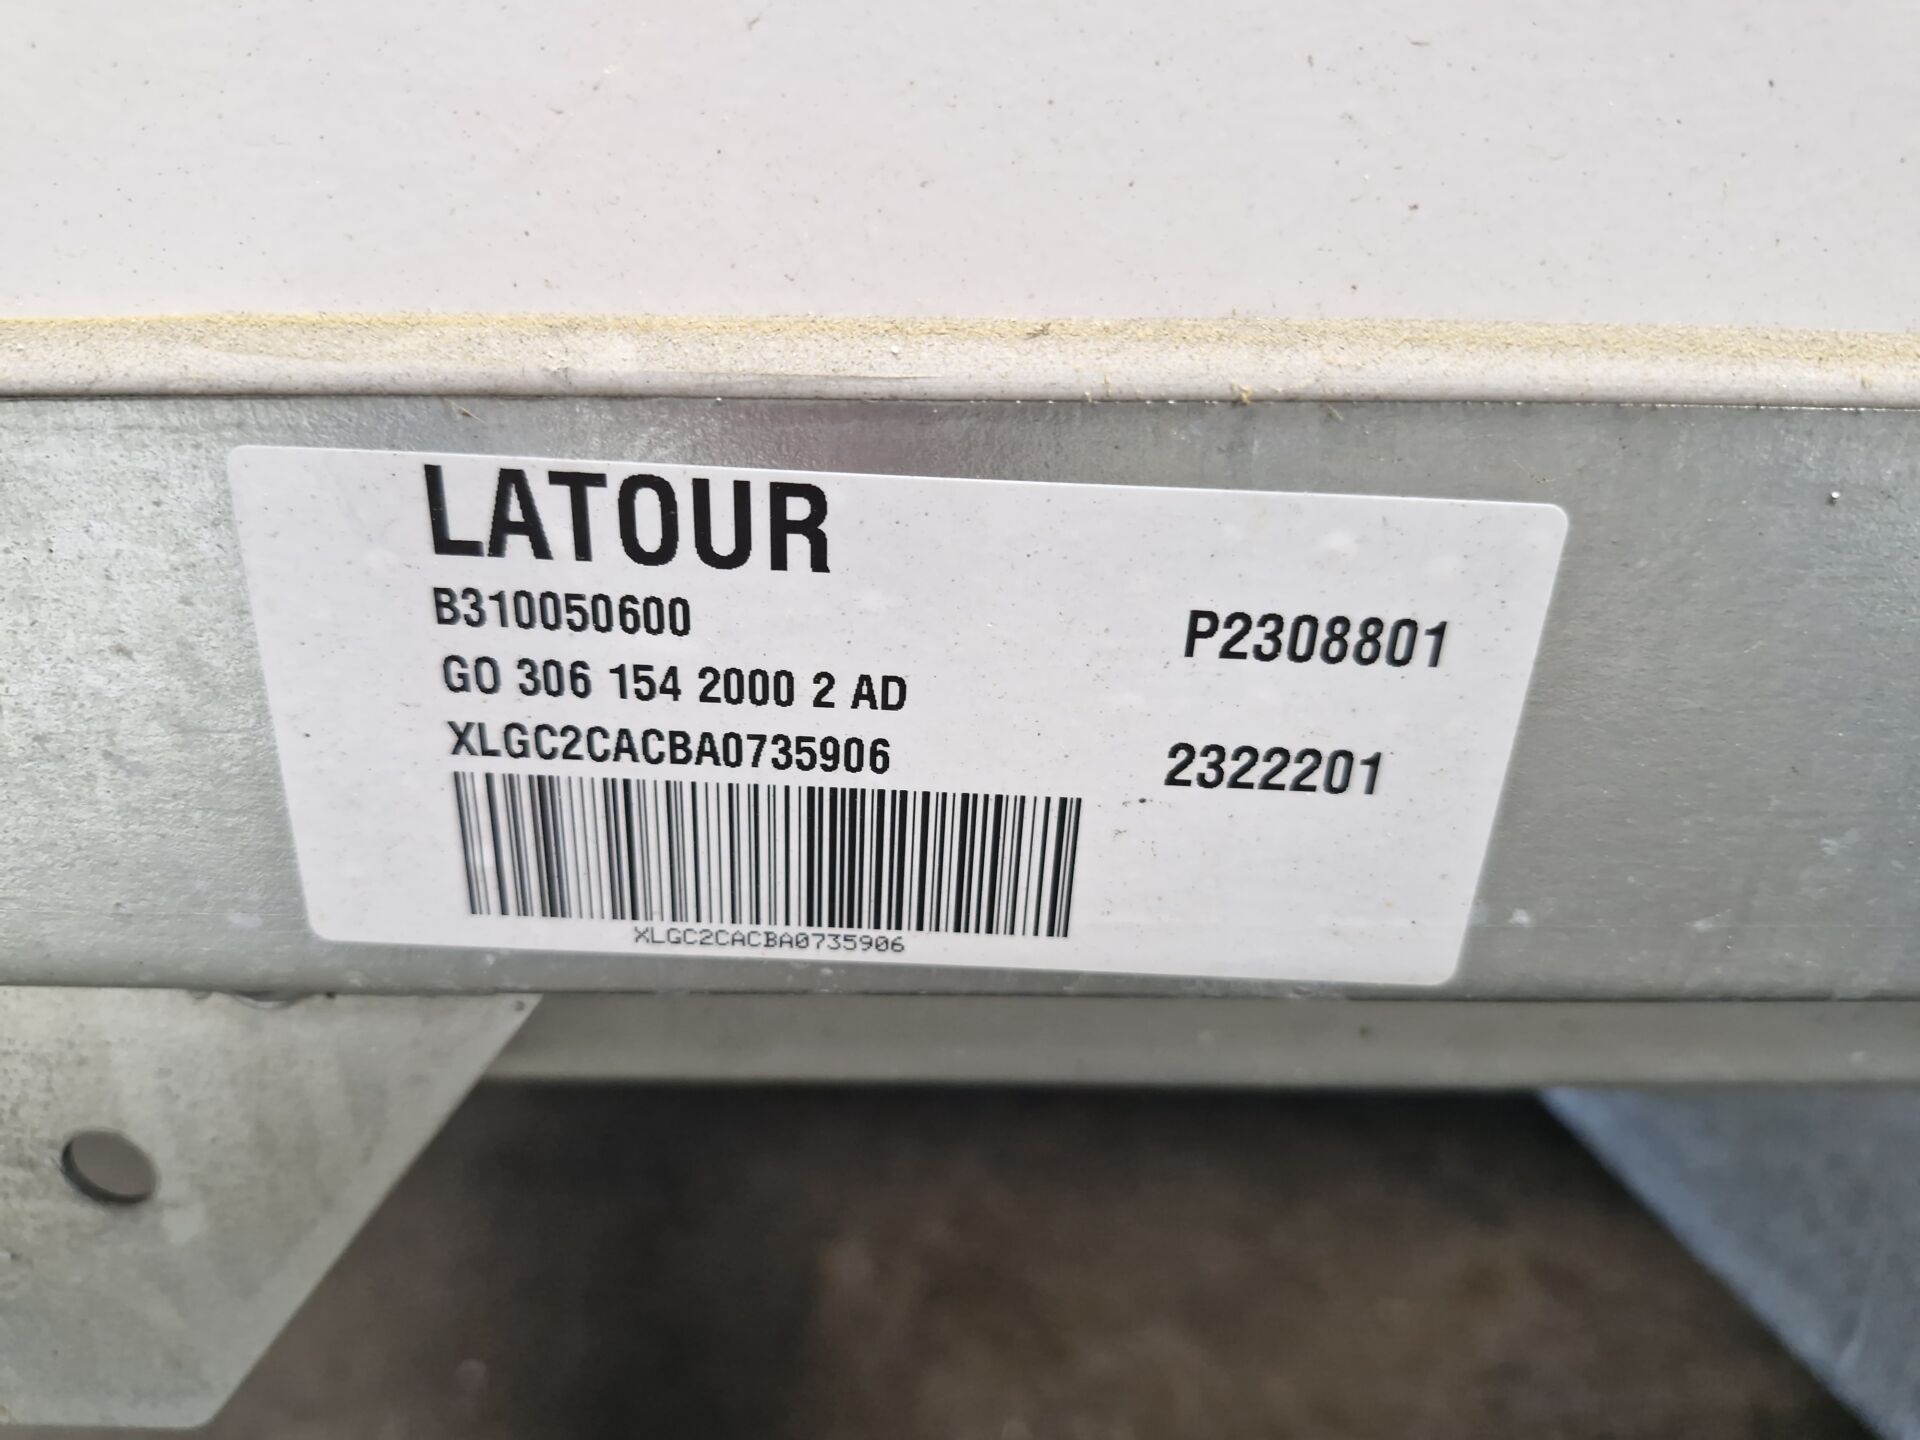 LATOUR
B310050600
P2308801
GO 306 154 2000 2 AD
XLGC2CACBA0735906
2322201
XLGC2CACBA0735906